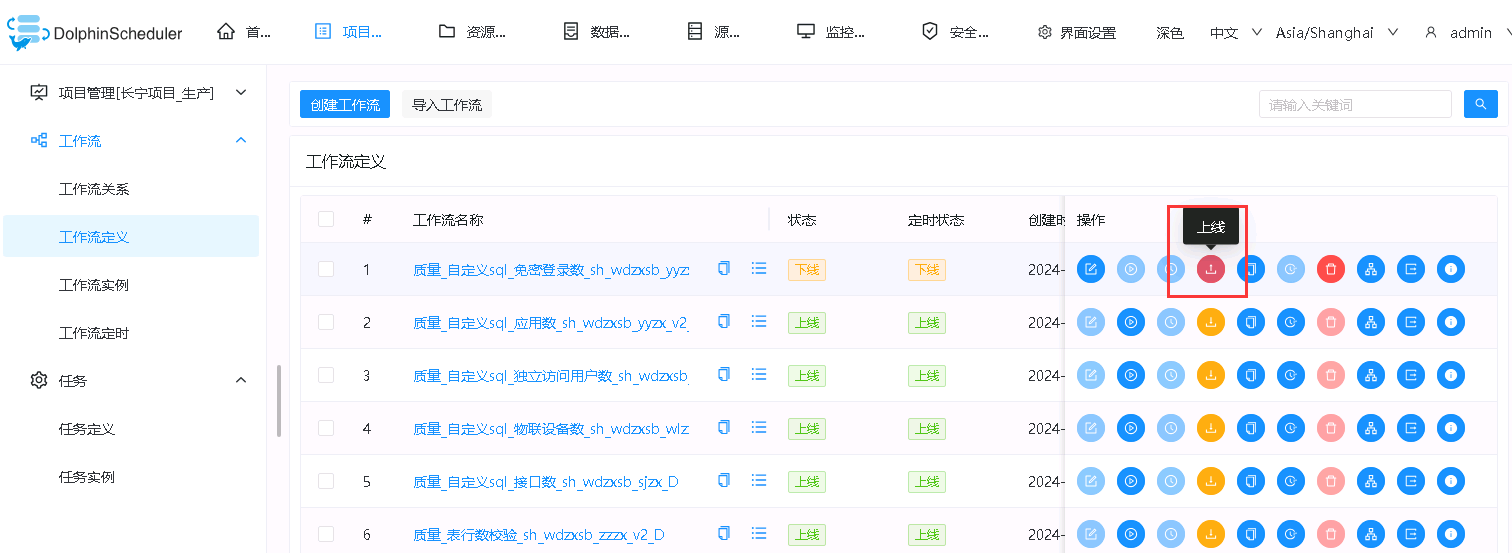 DolphinScheduler
首...
项目...
资源...
数据...
源...
监控...
安全...
界面设置
深色
中文
Asia/Shanghai
admin
项目管理[长宁项目_生产]
工作流
工作流关系
工作流定义
工作流实例
工作流定时
任务
任务定义
任务实例
创建工作流
导入工作流
请输入关键词
工作流定义
# 工作流名称 状态 定时状态 创建时 操作
上线
1 质量_自定义sql_免密登录数_sh_wdzxsb_yyz 下线 下线 2024-
2 质量_自定义sql_应用数_sh_wdzxsb_yyzx_v2_ 上线 上线 2024-
3 质量_自定义sql_独立访问用户数_sh_wdzxsb_ 上线 上线 2024-
4 质量_自定义sql_物联设备数_sh_wdzxsb_wlz 上线 上线 2024-
5 质量_自定义sql_接口数_sh_wdzxsb_sjzx_D 上线 上线 2024-
6 质量_表行数校验_sh_wdzxsb_zzzx_v2_D 上线 上线 2024-